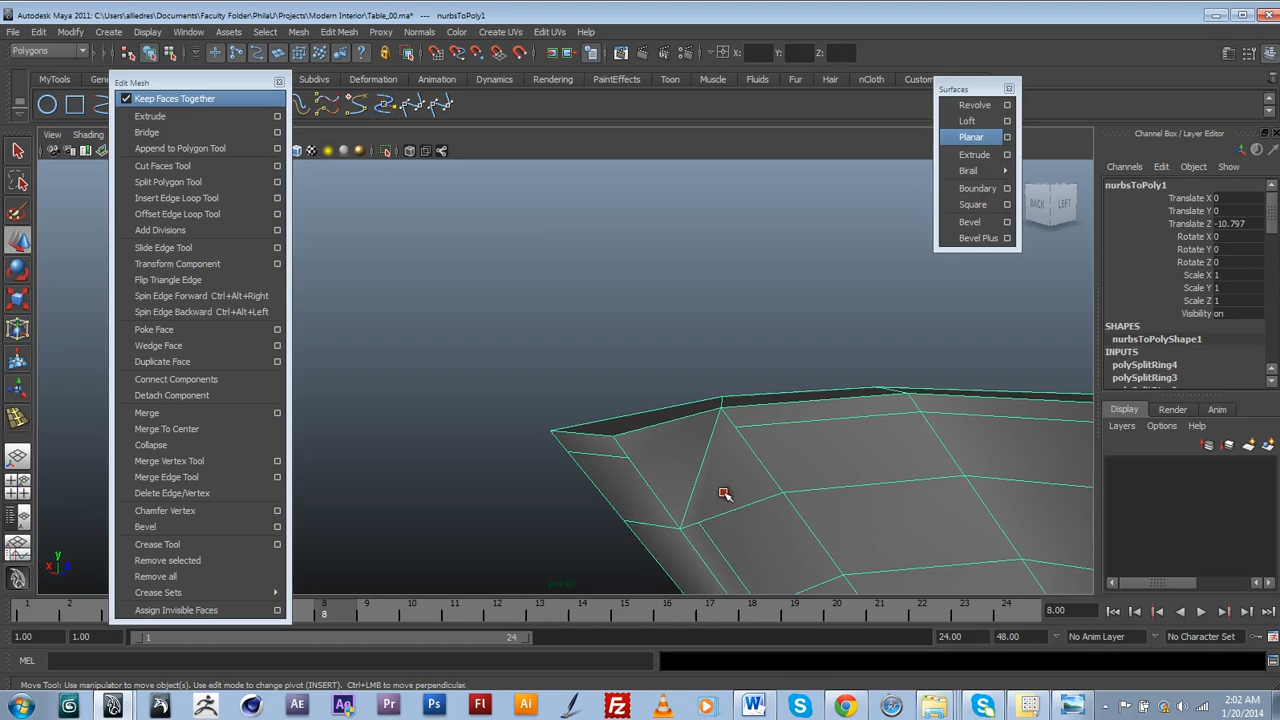 Autodesk Maya 2011: C:\Users\alliedres\Documents\Faculty Folder\PhilaU\Projects\Modern Interior\Table_00.ma* --- nurbsToPoly1
File Edit Modify Create Display Window Assets Select Mesh Edit Mesh Proxy Normals Color Create UVs Edit UVs Help
Polygons X: Y: Z:
MyTools Gen Subdivs Deformation Animation Dynamics Rendering PaintEffects Toon Muscle Fluids Fur nCloth Custom
Edit Mesh
Keep Faces Together
Extrude
Bridge
Append to Polygon Tool
Cut Faces Tool
Split Polygon Tool
Insert Edge Loop Tool
Offset Edge Loop Tool
Add Divisions
Slide Edge Tool
Transform Component
Flip Triangle Edge
Spin Edge Forward Ctrl+Alt+Right
Spin Edge Backward Ctrl+Alt+Left
Poke Face
Wedge Face
Duplicate Face
Connect Components
Detach Component
Merge
Merge To Center
Collapse
Merge Vertex Tool
Merge Edge Tool
Delete Edge/Vertex
Chamfer Vertex
Bevel
Crease Tool
Remove selected
Remove all
Crease Sets
Assign Invisible Faces
View Shading
Surfaces
Revolve
Loft
Planar
Extrude
Birail
Boundary
Square
Bevel
Bevel Plus
BACK LEFT
Channel Box / Layer Editor
Channels Edit Object Show
nurbsToPoly1
Translate X 0
Translate Y 0
Translate Z -10.797
Rotate X 0
Rotate Y 0
Rotate Z 0
Scale X 1
Scale Y 1
Scale Z 1
Visibility on
SHAPES
nurbsToPolyShape1
INPUTS
polySplitRing4
polySplitRing3
Display Render Anim
Layers Options Help
y
x z
persp
1 2 8 9 10 11 12 13 14 15 16 17 18 19 20 21 22 23 24 8.00
8
1.00 1.00 1 24 24.00 48.00 No Anim Layer No Character Set
MEL
Move Tool: Use manipulator to move object(s). Use edit mode to change pivot (INSERT). Ctrl+LMB to move perpendicular.
AE Ag Pr Ps Fl Ai Fz W S
2:02 AM
1/20/2014